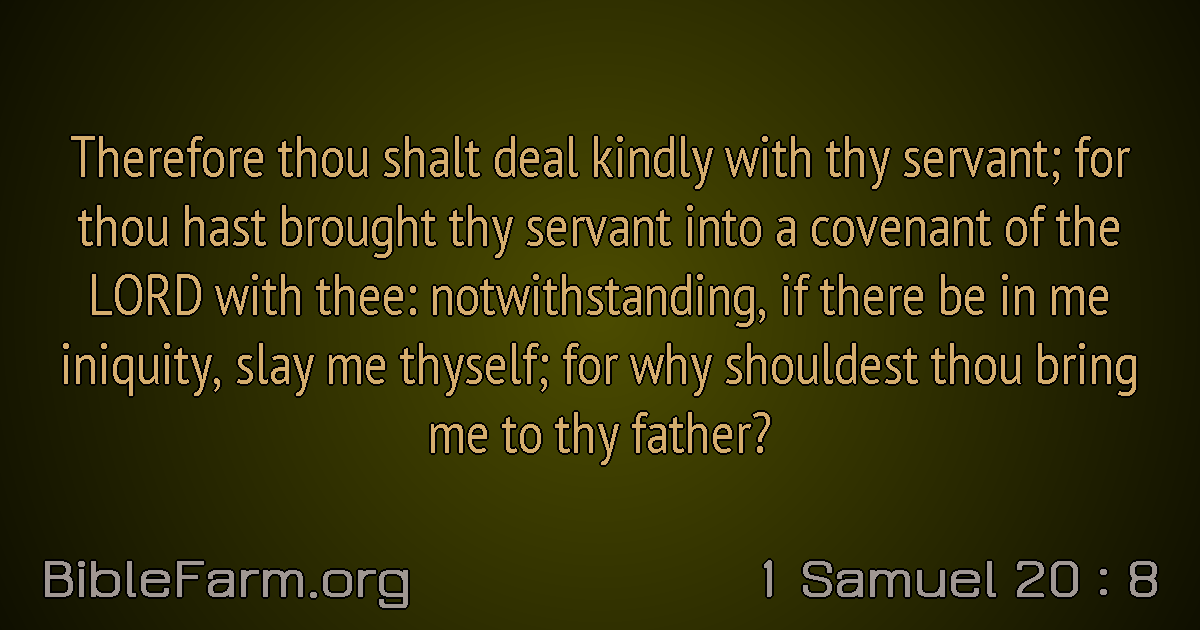 Therefore thou shalt deal kindly with thy servant; for
thou hast brought thy servant into a covenant of the
LORD with thee: notwithstanding, if there be in me
iniquity, slay me thyself; for why shouldest thou bring
me to thy father?
BibleFarm.org
1 Samuel 20 : 8